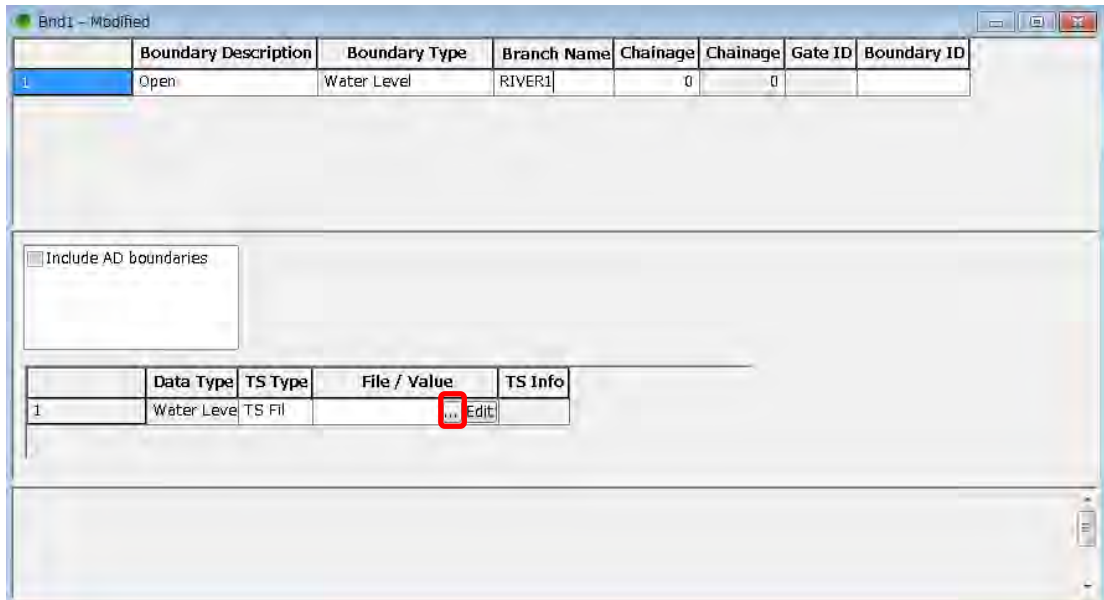 Bnd1 - Modified
Boundary Description Boundary Type Branch Name Chainage Chainage Gate ID Boundary ID
1 Open Water Level RIVER1 0 0
Include AD boundaries
Data Type TS Type File / Value TS Info
1 Water Leve TS Fil ... Edit